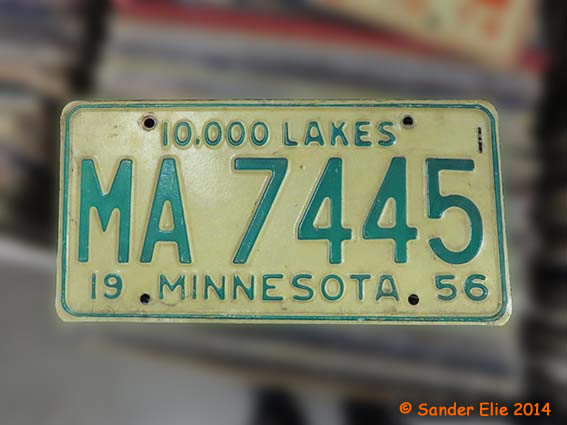 10,000 LAKES
MA 7445
19 MINNESOTA 56
© Sander Elie 2014